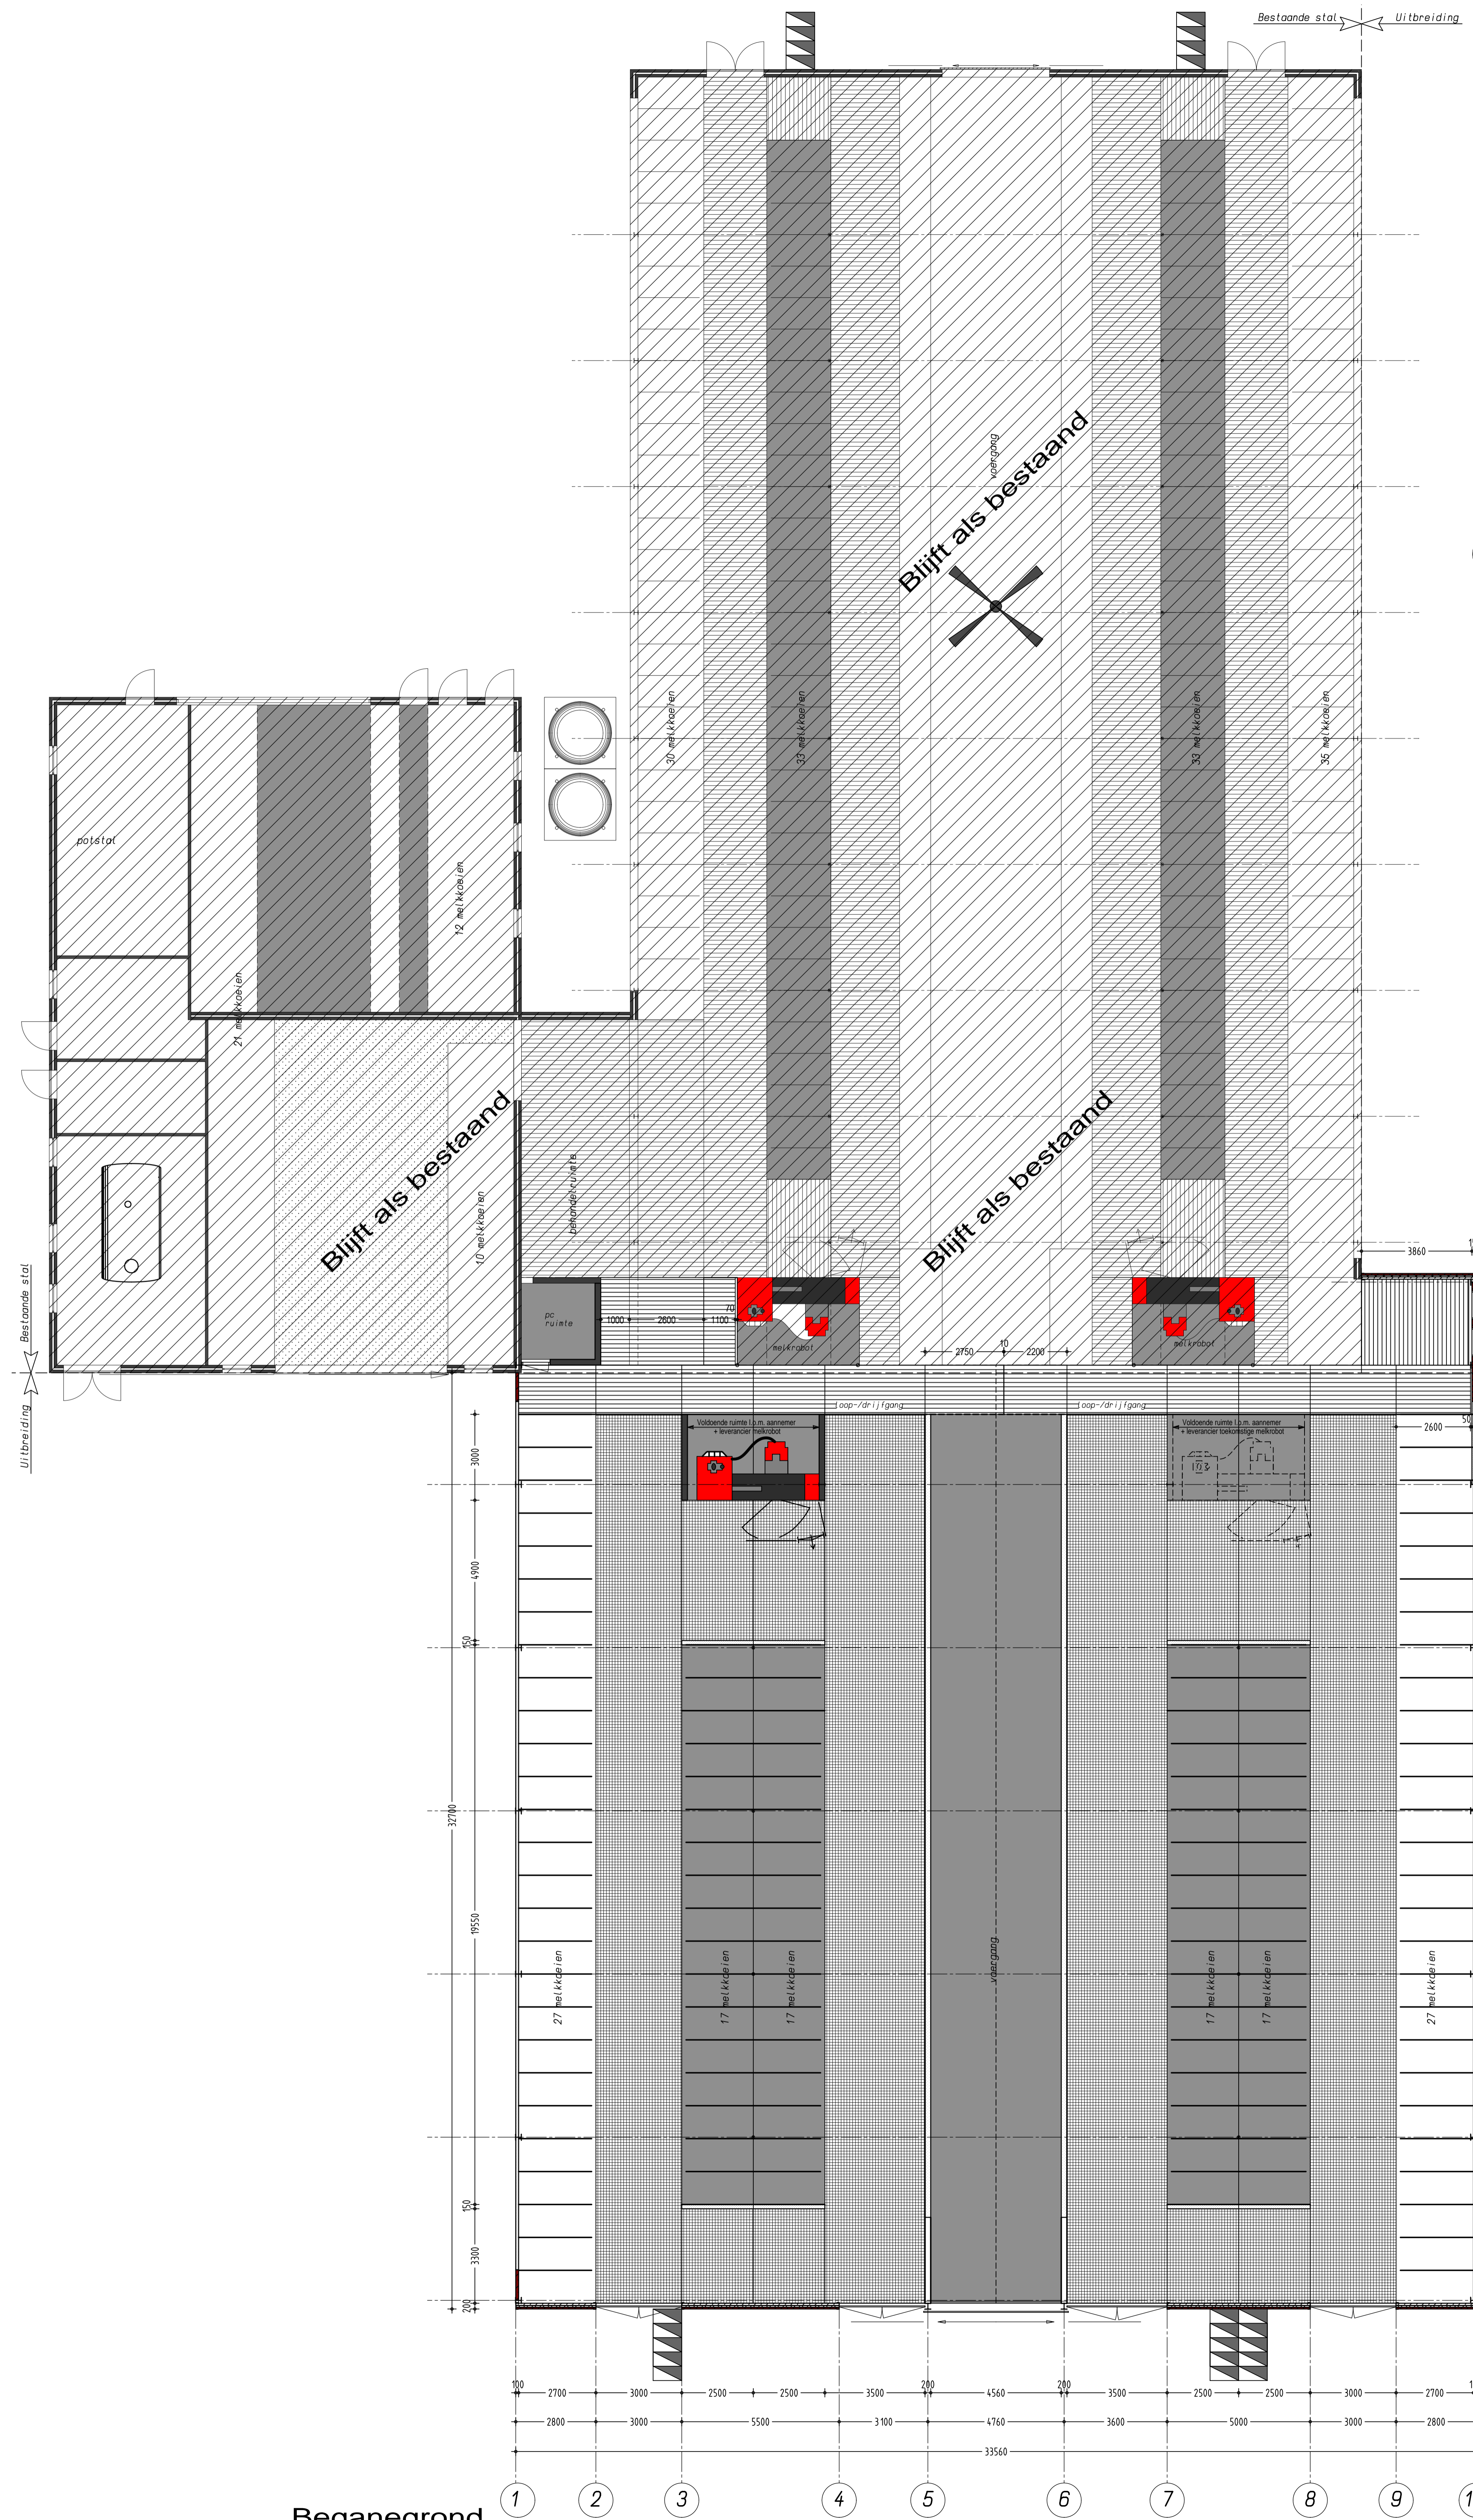 Bestaande stal
Uitbreiding
voergang
Blijft als bestaand
30 melkkoeien
33 melkkoeien
33 melkkoeien
35 melkkoeien
potstal
12 melkkoeien
21 melkkoeien
Blijft als bestaand
10 melkkoeien
behandelruimte
Blijft als bestaand
3860
Bestaande stal
Uitbreiding
pc
ruimte
1000
2600
1100
70
melkrobot
melkrobot
2750
10
2200
loop-/drijfgang
loop-/drijfgang
Voldoende ruimte i.o.m. aannemer
+ leverancier melkrobot
Voldoende ruimte i.o.m. aannemer
+ leverancier toekomstige melkrobot
2600
50
3000
4900
150
32700
19550
27 melkkoeien
17 melkkoeien
17 melkkoeien
voergang
17 melkkoeien
17 melkkoeien
27 melkkoeien
150
3300
200
100
2700
3000
2500
2500
3500
200
4560
200
3500
2500
2500
3000
2700
2800
3000
5500
3100
4760
3600
5000
3000
2800
33560
1
2
3
4
5
6
7
8
9
Beganegrond